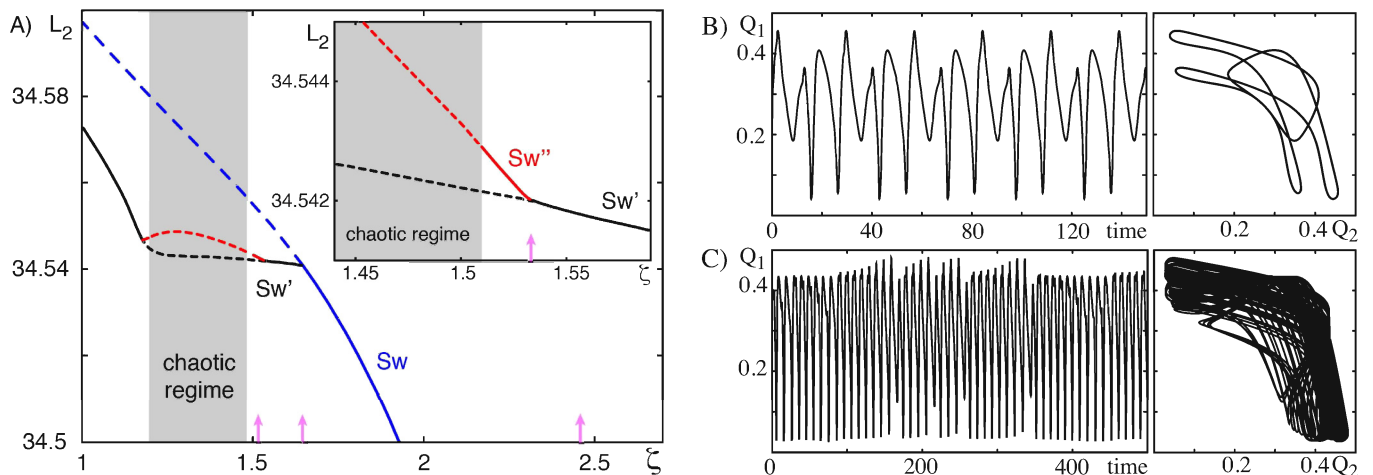 A)
L2
34.58
34.54
34.5
1
1.5
2
2.5
ζ
chaotic
regime
Sw'
Sw
L2
34.544
34.542
chaotic regime
Sw''
Sw'
1.45
1.5
1.55
ζ
B)
Q1
0.4
0.2
0
40
80
120
time
0.2
0.4
Q2
C)
Q1
0.4
0.2
0
200
400
time
0.2
0.4
Q2